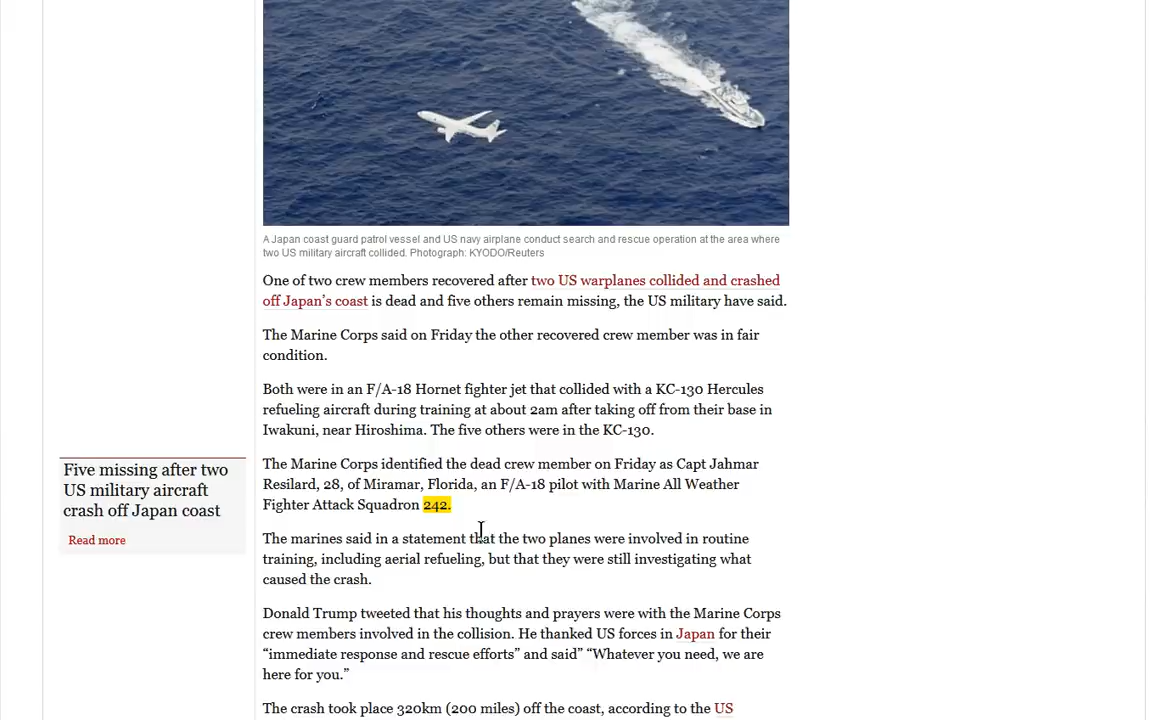 A Japan coast guard patrol vessel and US navy airplane conduct search and rescue operation at the area where
two US military aircraft collided. Photograph: KYODO/Reuters
One of two crew members recovered after two US warplanes collided and crashed
off Japan's coast is dead and five others remain missing, the US military have said.
The Marine Corps said on Friday the other recovered crew member was in fair
condition.
Both were in an F/A-18 Hornet fighter jet that collided with a KC-130 Hercules
refueling aircraft during training at about 2am after taking off from their base in
Iwakuni, near Hiroshima. The five others were in the KC-130.
Five missing after two
US military aircraft
crash off Japan coast
Read more
The Marine Corps identified the dead crew member on Friday as Capt Jahmar
Resilard, 28, of Miramar, Florida, an F/A-18 pilot with Marine All Weather
Fighter Attack Squadron 242.
The marines said in a statement that the two planes were involved in routine
training, including aerial refueling, but that they were still investigating what
caused the crash.
Donald Trump tweeted that his thoughts and prayers were with the Marine Corps
crew members involved in the collision. He thanked US forces in Japan for their
“immediate response and rescue efforts” and said” “Whatever you need, we are
here for you.”
The crash took place 320km (200 miles) off the coast, according to the US